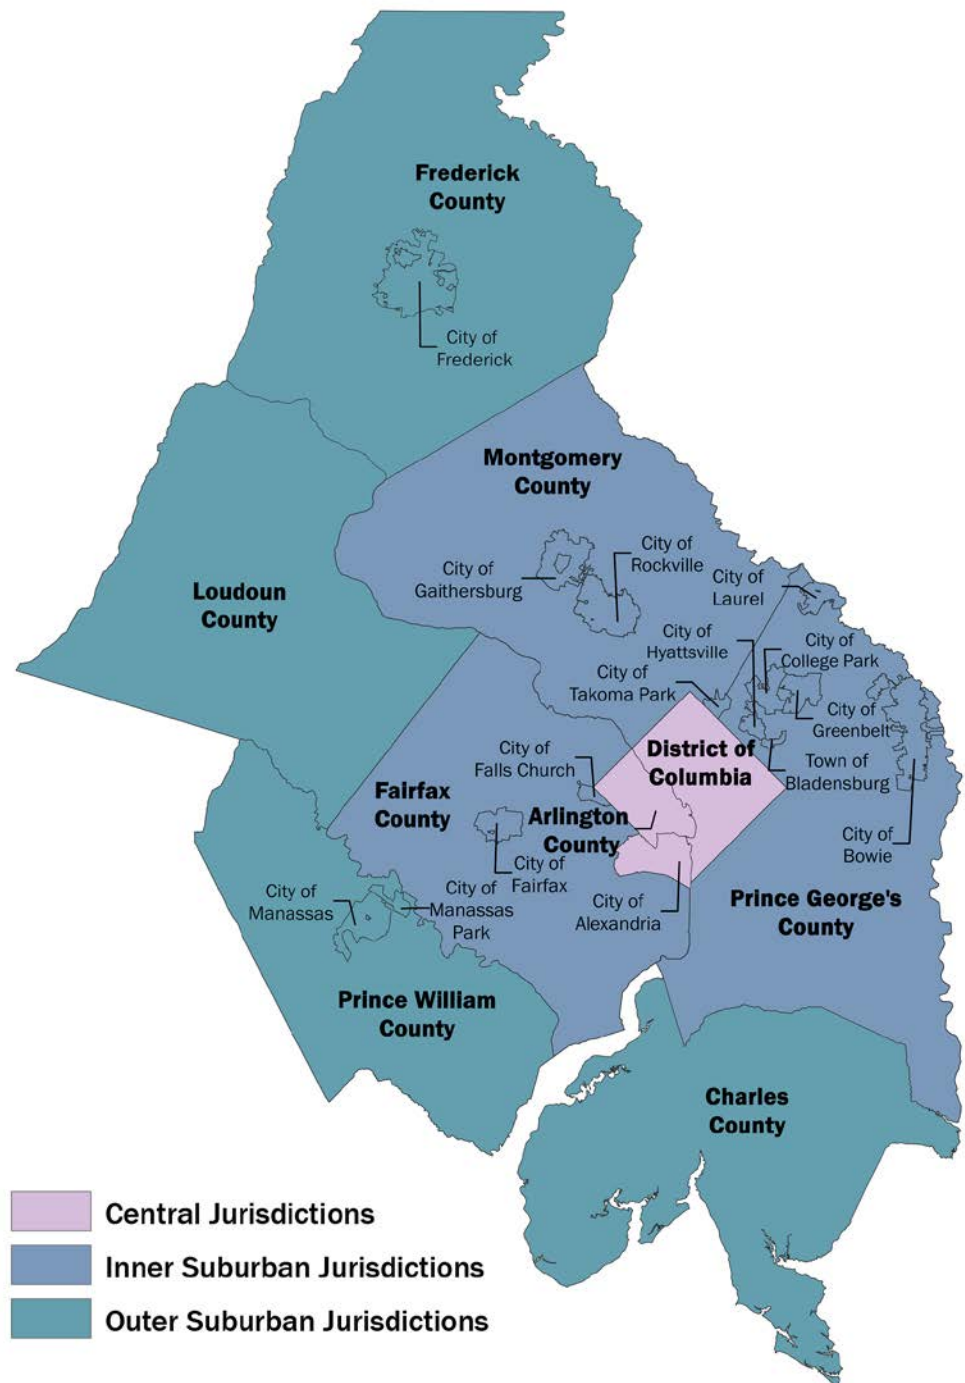 Frederick
County
City of
Frederick
Montgomery
County
City of
Rockville
City of
Gaithersburg
City of
Laurel
Loudoun
County
City of
Hyattsville
City of
College Park
City of
Takoma Park
City of
Greenbelt
District of
Columbia
City of
Falls Church
Town of
Bladensburg
Fairfax
County
Arlington
County
City of
Bowie
City of
Fairfax
City of
Manassas
City of
Manassas
Park
City of
Alexandria
Prince George's
County
Prince William
County
Charles
County
Central Jurisdictions
Inner Suburban Jurisdictions
Outer Suburban Jurisdictions